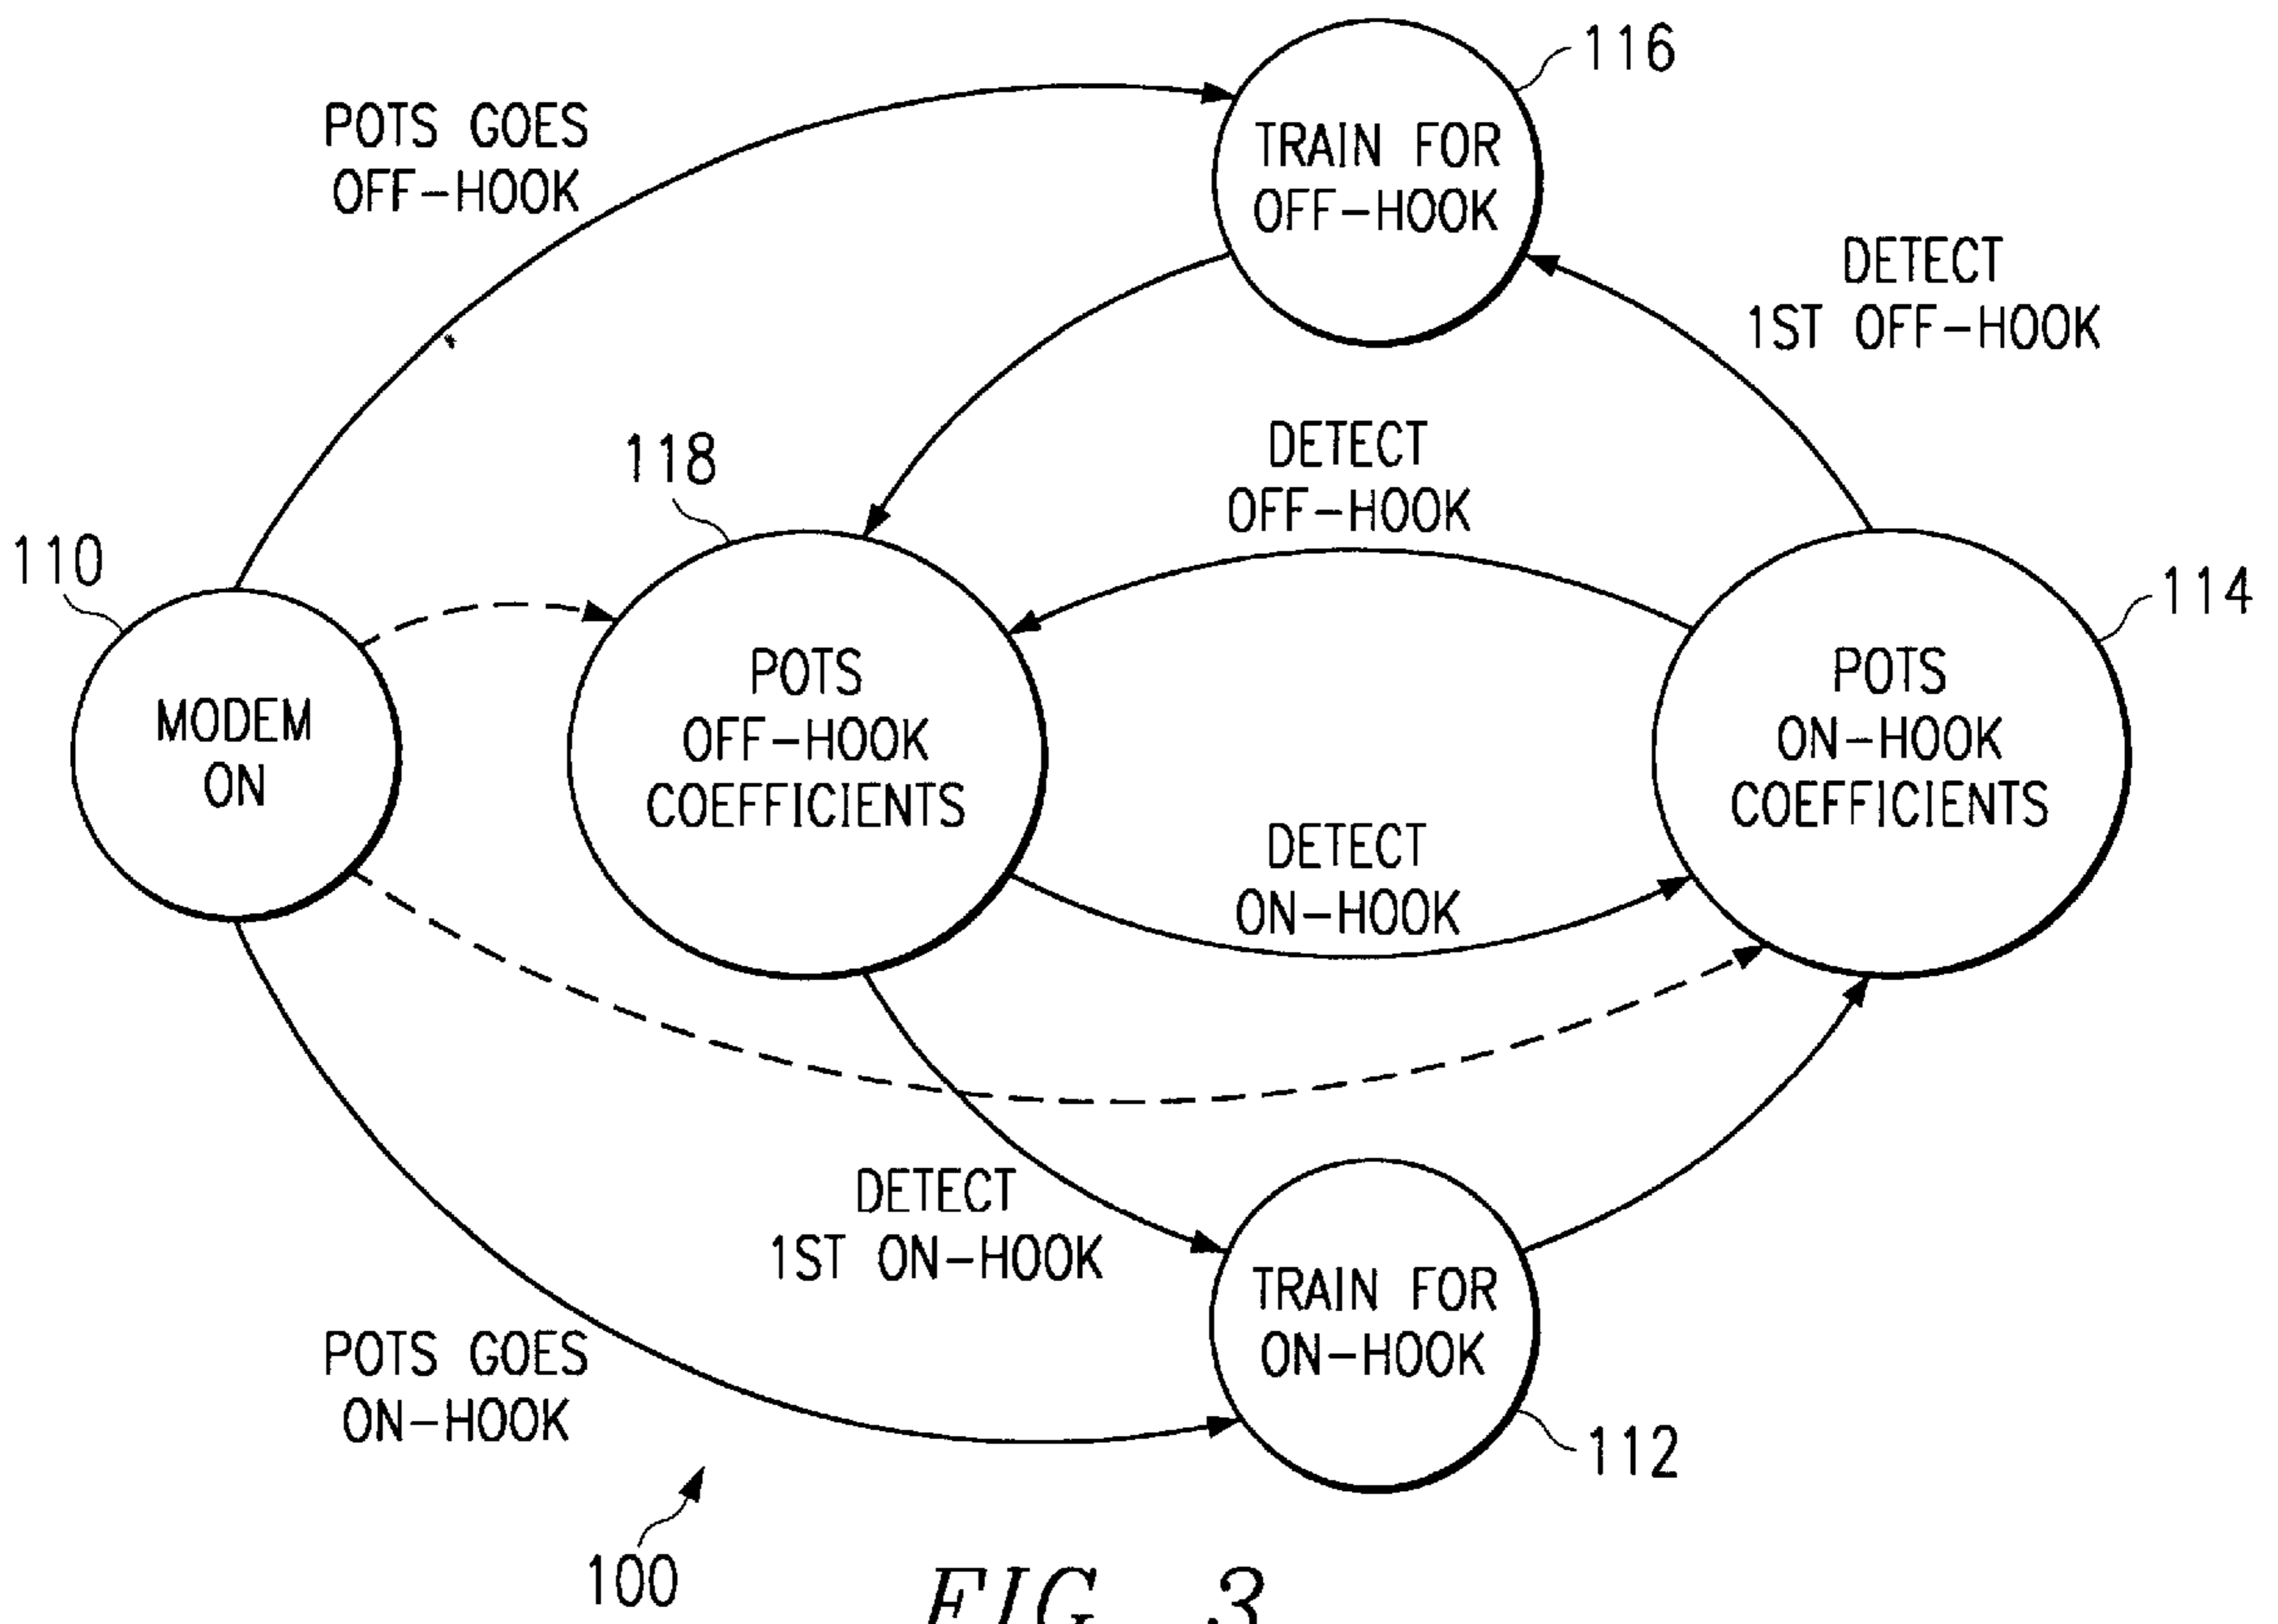 116
POTS GOES
OFF-HOOK
TRAIN FOR
OFF-HOOK
DETECT
1ST OFF-HOOK
118
DETECT
OFF-HOOK
110
114
MODEM
ON
POTS
OFF-HOOK
COEFFICIENTS
POTS
ON-HOOK
COEFFICIENTS
DETECT
ON-HOOK
DETECT
1ST ON-HOOK
TRAIN FOR
ON-HOOK
POTS GOES
ON-HOOK
112
100
FIG. 3